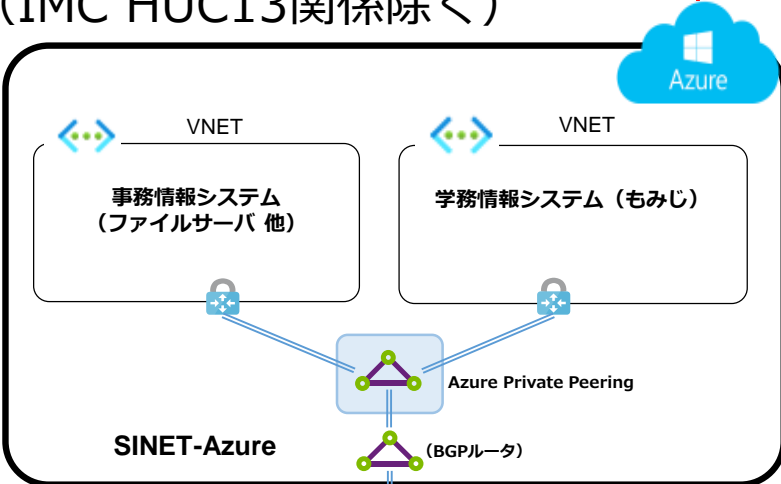 （IMC HUC13関係除く）
Azure
VNET
VNET
事務情報システム
（ファイルサーバ 他）
学務情報システム（もみじ）
Azure Private Peering
SINET-Azure
（BGPルータ）